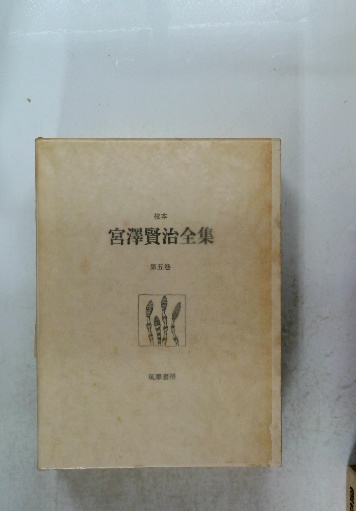 校本
宮澤賢治全集
第五巻
筑摩書房